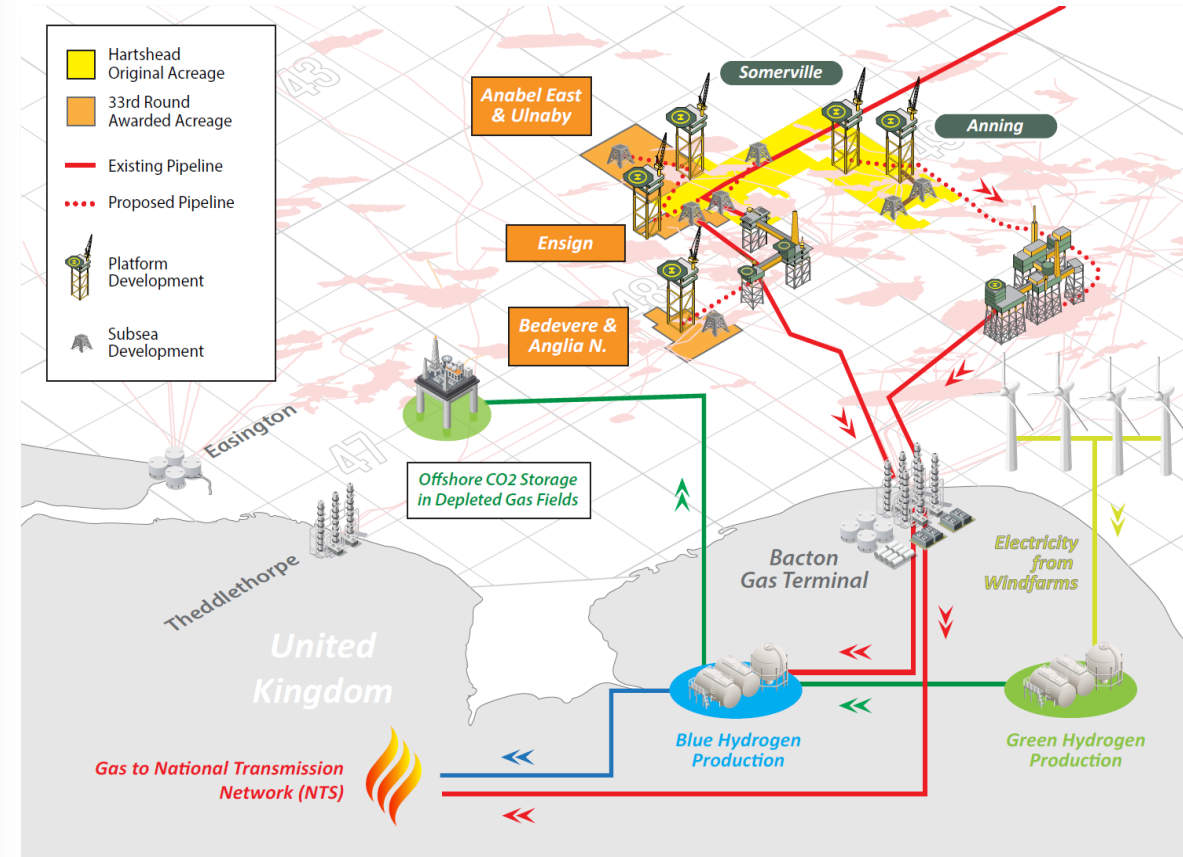 Hartshead
Original Acreage
33rd Round
Awarded Acreage
Existing Pipeline
Proposed Pipeline
Platform
Development
Subsea
Development
43
Somerville
Anabel East
& Ulnaby
Anning
49
Ensign
48
Bedevere &
Anglia N.
Easington
47
Offshore CO2 Storage
in Depleted Gas Fields
Theddlethorpe
Bacton
Gas Terminal
Electricity
from
Windfarms
United
Kingdom
Blue Hydrogen
Production
Green Hydrogen
Production
Gas to National Transmission
Network (NTS)